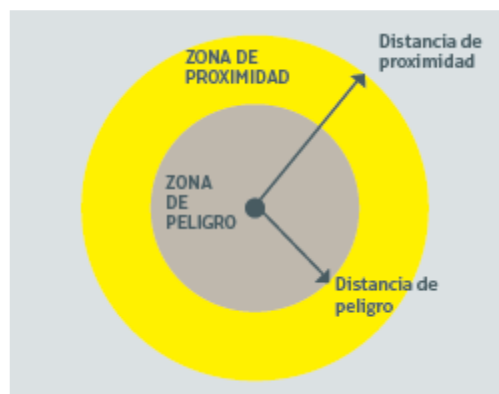 ZONA DE
PROXIMIDAD
Distancia de
proximidad
ZONA
DE
PELIGRO
Distancia de
peligro